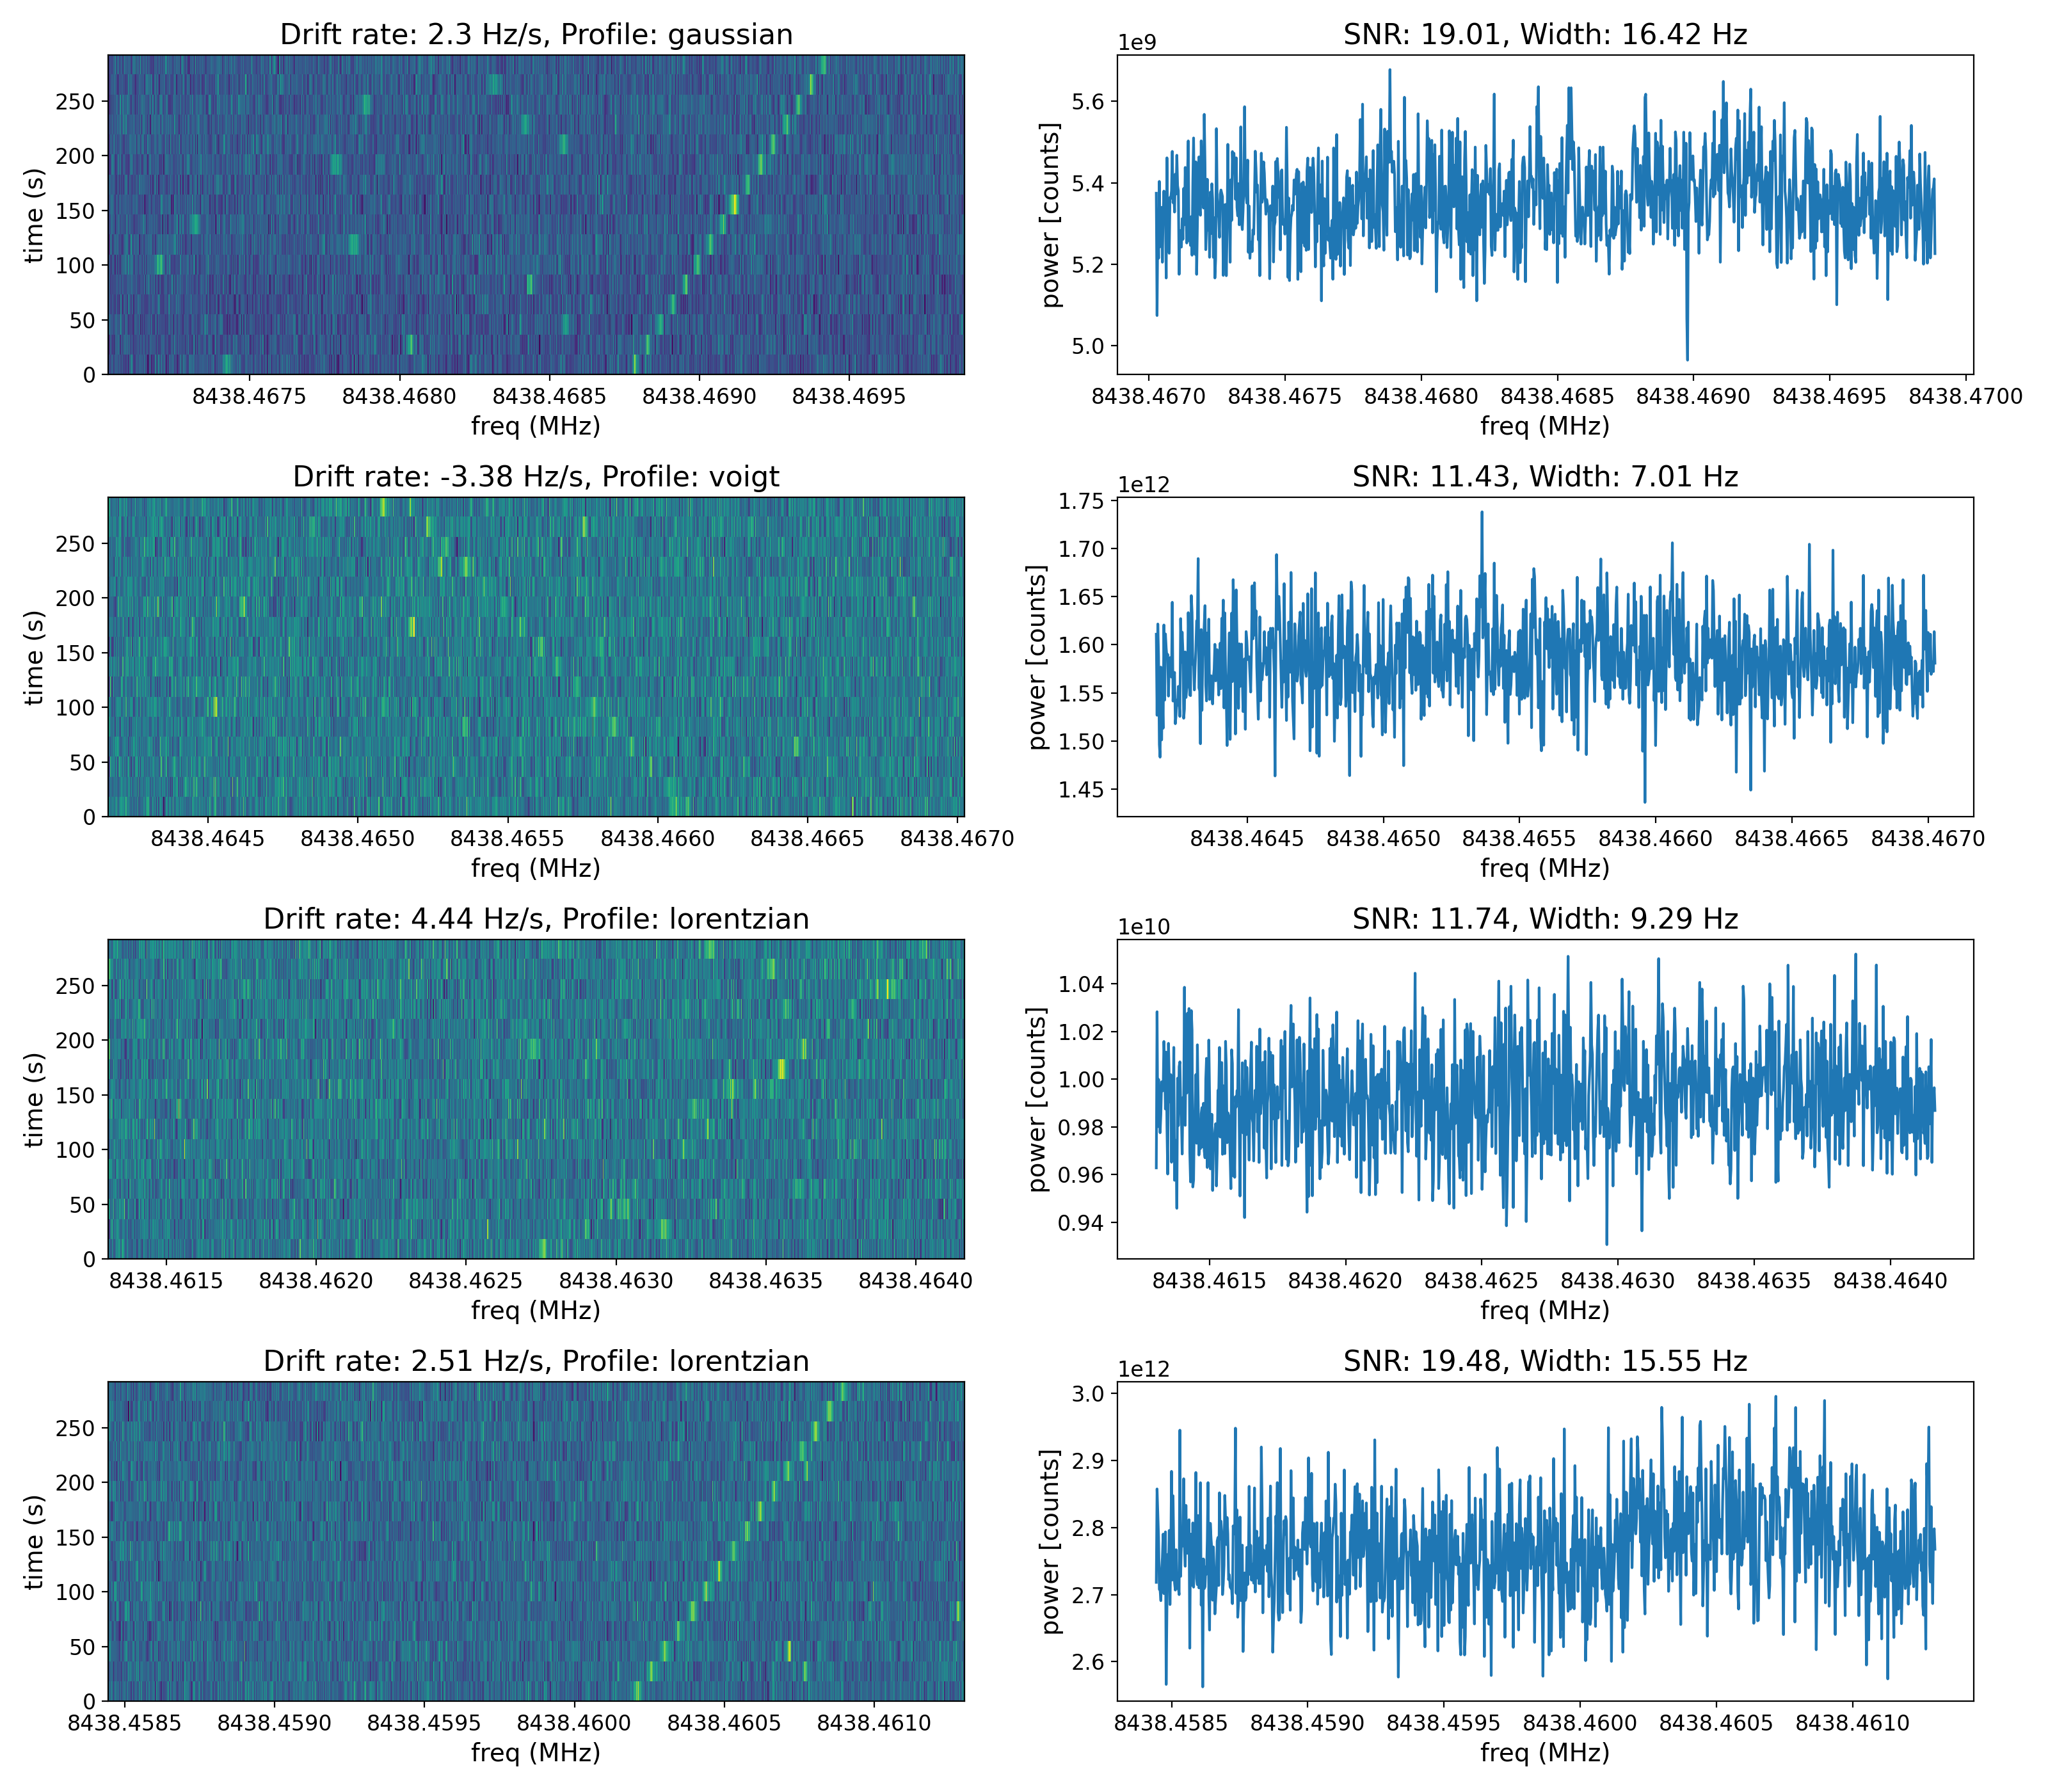 Drift rate: 2.3 Hz/s, Profile: gaussian
time (s)
250
200
150
100
50
0
8438.4675 8438.4680 8438.4685 8438.4690 8438.4695
freq (MHz)
SNR: 19.01, Width: 16.42 Hz
1e9
power [counts]
5.6
5.4
5.2
5.0
8438.4670 8438.4675 8438.4680 8438.4685 8438.4690 8438.4695 8438.4700
freq (MHz)
Drift rate: -3.38 Hz/s, Profile: voigt
time (s)
250
200
150
100
50
0
8438.4645 8438.4650 8438.4655 8438.4660 8438.4665 8438.4670
freq (MHz)
SNR: 11.43, Width: 7.01 Hz
1e12
power [counts]
1.75
1.70
1.65
1.60
1.55
1.50
1.45
8438.4645 8438.4650 8438.4655 8438.4660 8438.4665 8438.4670
freq (MHz)
Drift rate: 4.44 Hz/s, Profile: lorentzian
time (s)
250
200
150
100
50
0
8438.4615 8438.4620 8438.4625 8438.4630 8438.4635 8438.4640
freq (MHz)
SNR: 11.74, Width: 9.29 Hz
1e10
power [counts]
1.04
1.02
1.00
0.98
0.96
0.94
8438.4615 8438.4620 8438.4625 8438.4630 8438.4635 8438.4640
freq (MHz)
Drift rate: 2.51 Hz/s, Profile: lorentzian
time (s)
250
200
150
100
50
0
8438.4585 8438.4590 8438.4595 8438.4600 8438.4605 8438.4610
freq (MHz)
SNR: 19.48, Width: 15.55 Hz
1e12
power [counts]
3.0
2.9
2.8
2.7
2.6
8438.4585 8438.4590 8438.4595 8438.4600 8438.4605 8438.4610
freq (MHz)